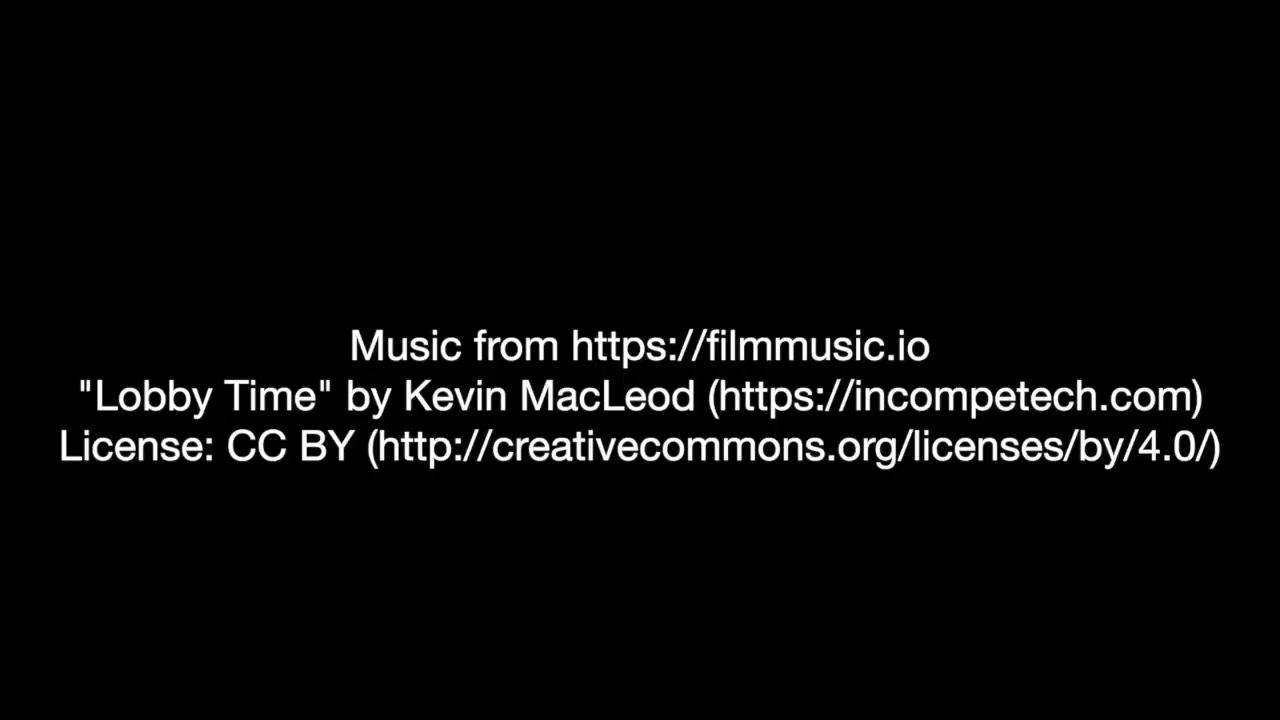 Music from https://filmmusic.io
"Lobby Time" by Kevin MacLeod (https://incompetech.com)
License: CC BY (http://creativecommons.org/licenses/by/4.0/)